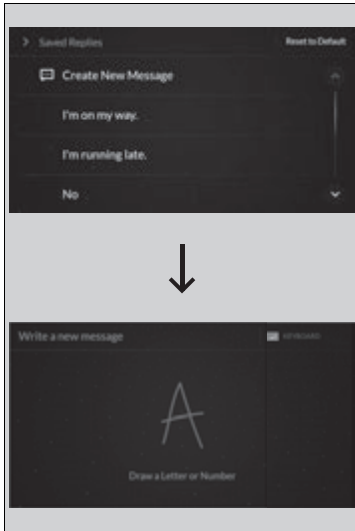 Saved Replies
Reset to Default
Create New Message
I'm on my way.
I'm running late.
No
Write a new message
KEYBOARD
A
Draw a Letter or Number